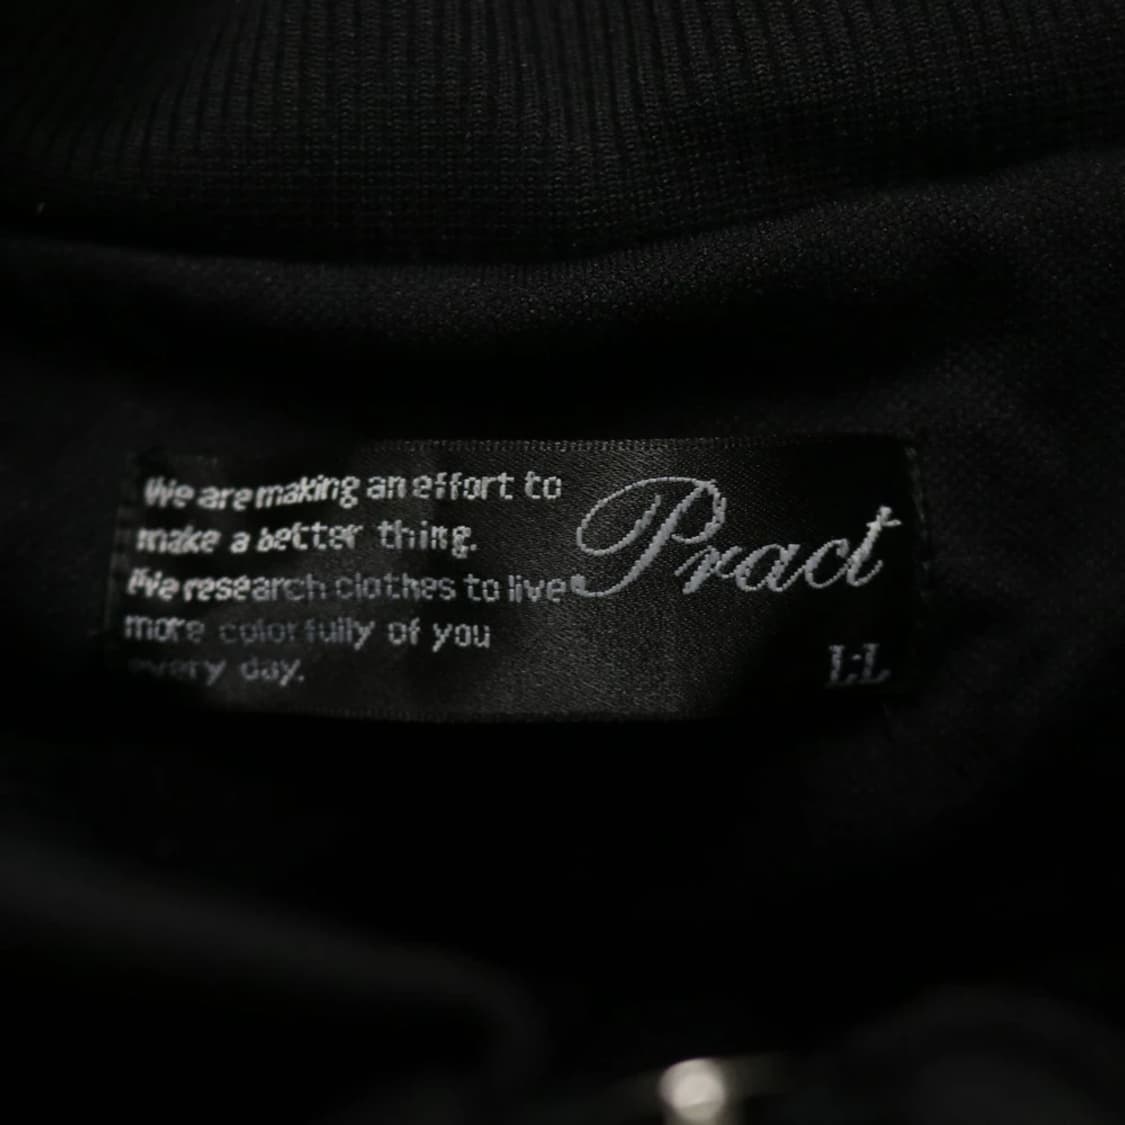 We are making an effort to
make a better thing.
We research clothes to live
more colorfully of you
every day.
Pract
LL